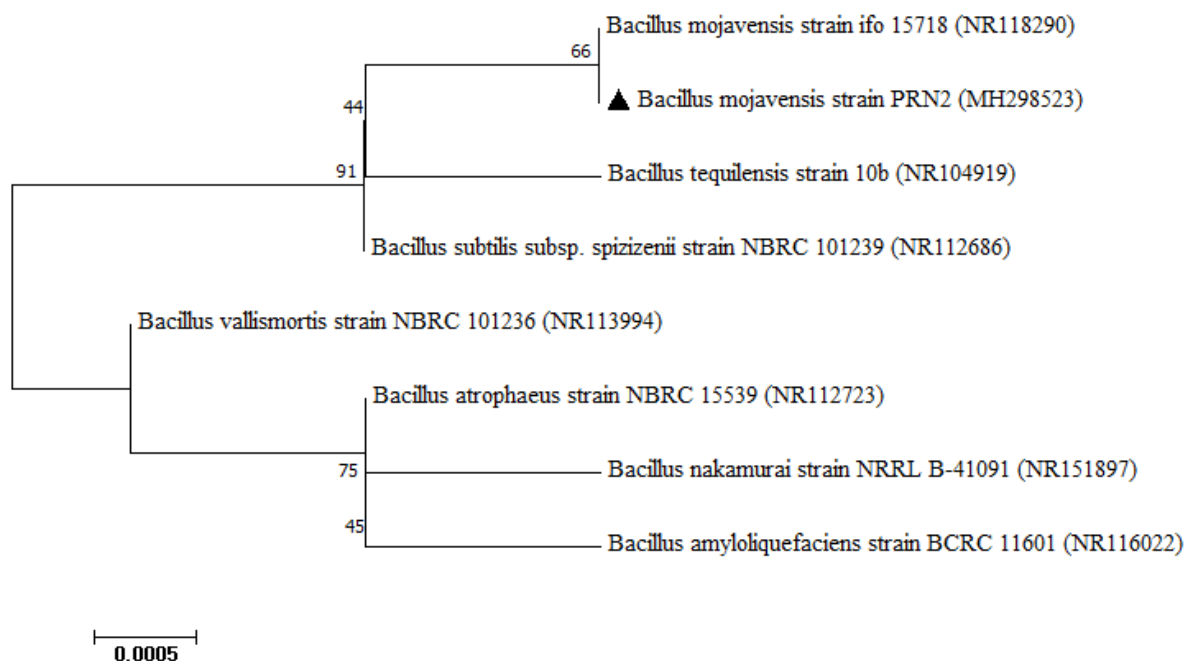 Bacillus mojavensis strain ifo 15718 (NR118290)
66
Bacillus mojavensis strain PRN2 (MH298523)
44
91
Bacillus tequilensis strain 10b (NR104919)
Bacillus subtilis subsp. spizizenii strain NBRC 101239 (NR112686)
Bacillus vallismortis strain NBRC 101236 (NR113994)
Bacillus atrophaeus strain NBRC 15539 (NR112723)
75
Bacillus nakamurai strain NRRL B-41091 (NR151897)
45
Bacillus amyloliquefaciens strain BCRC 11601 (NR116022)
0.0005